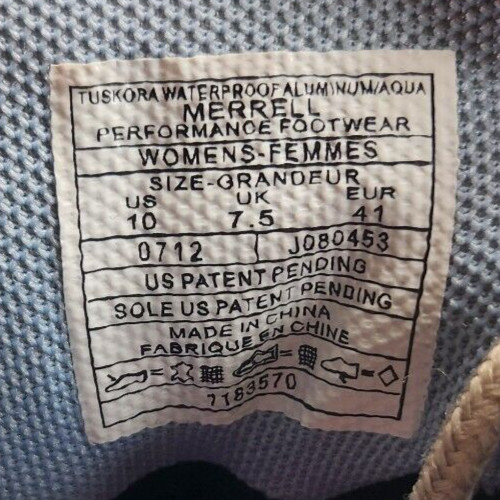 TUSKORA WATERPROOF ALUMINUM/AQUA
MERRELL
PERFORMANCE FOOTWEAR
WOMENS-FEMMES
SIZE-GRANDEUR
US UK EUR
10 7.5 41
0712 J080453
US PATENT PENDING
SOLE US PATENT PENDING
MADE IN CHINA
FABRIQUE EN CHINE
= = =
7183570